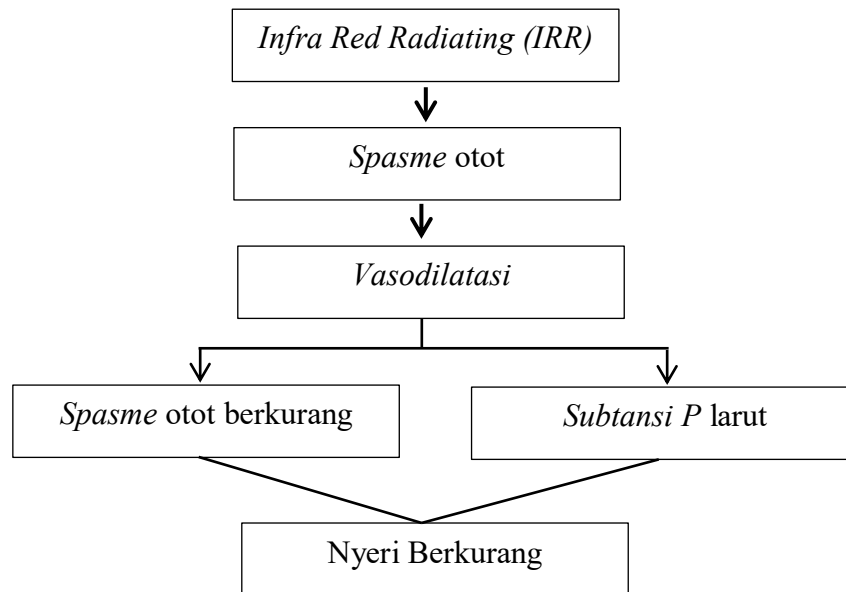 Infra Red Radiating (IRR)
Spasme otot
Vasodilatasi
Spasme otot berkurang
Subtansi P larut
Nyeri Berkurang